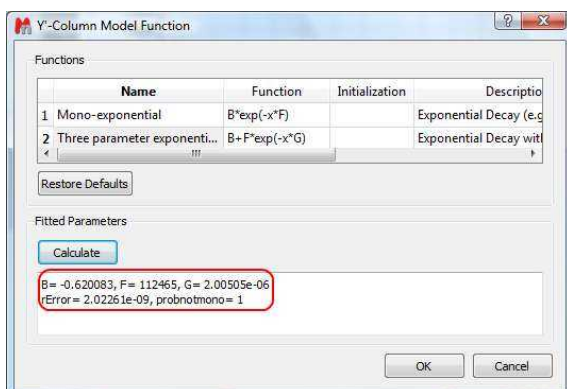 Y'-Column Model Function
Functions
Name Function Initialization Descriptio
1 Mono-exponential B*exp(-x*F) Exponential Decay (e.g
2 Three parameter exponenti... B+F*exp(-x*G) Exponential Decay witl
Restore Defaults
Fitted Parameters
Calculate
B= -0.620083, F= 112465, G= 2.00505e-06
rError= 2.02261e-09, probnotmono= 1
OK Cancel